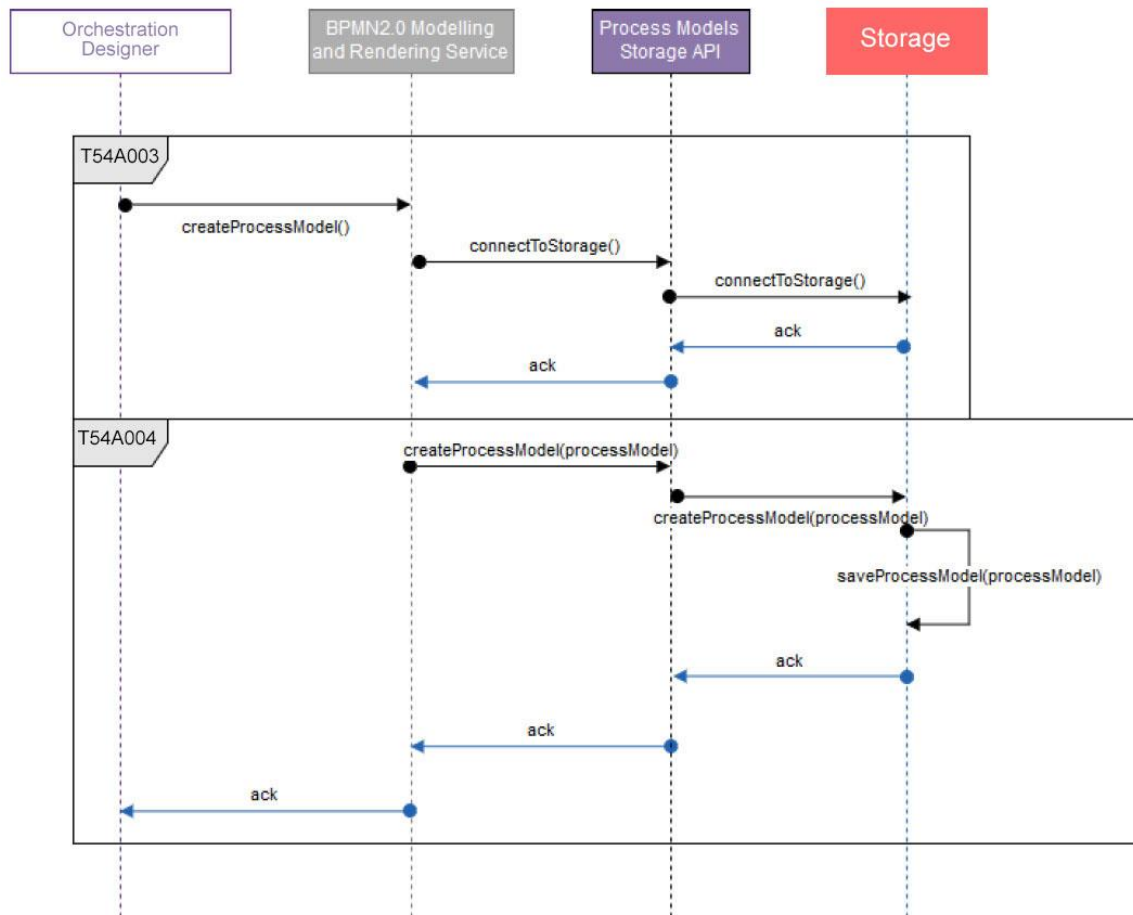 Orchestration
Designer
BPMN2.0 Modelling
and Rendering Service
Process Models
Storage API
Storage
T54A003
createProcessModel()
connectToStorage()
connectToStorage()
ack
ack
T54A004
createProcessModel(processModel)
createProcessModel(processModel)
saveProcessModel(processModel)
ack
ack
ack